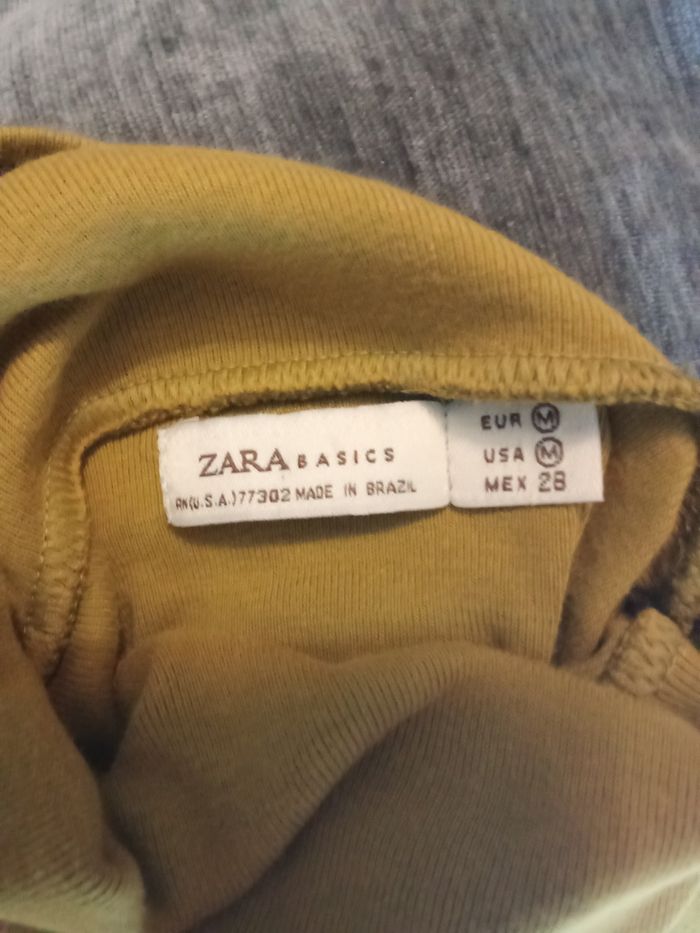 ZARA BASICS
RN(U.S.A.)77302 MADE IN BRAZIL
EUR M
USA M
MEX 28